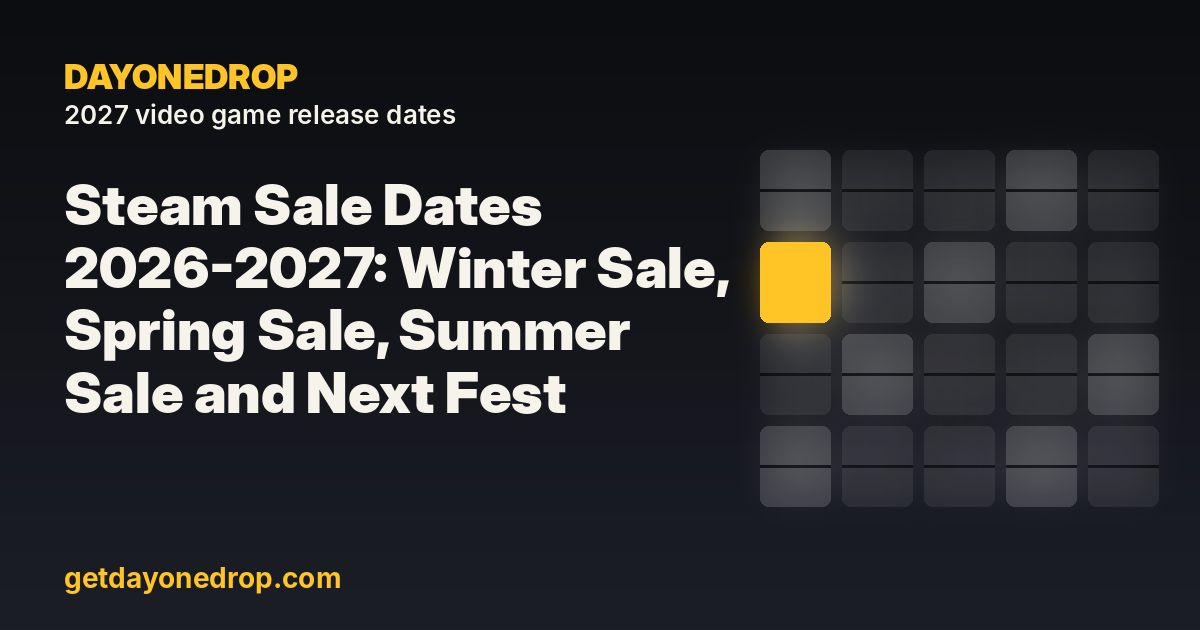 DAYONEDROP
2027 video game release dates
Steam Sale Dates
2026-2027: Winter Sale,
Spring Sale, Summer
Sale and Next Fest
getdayonedrop.com